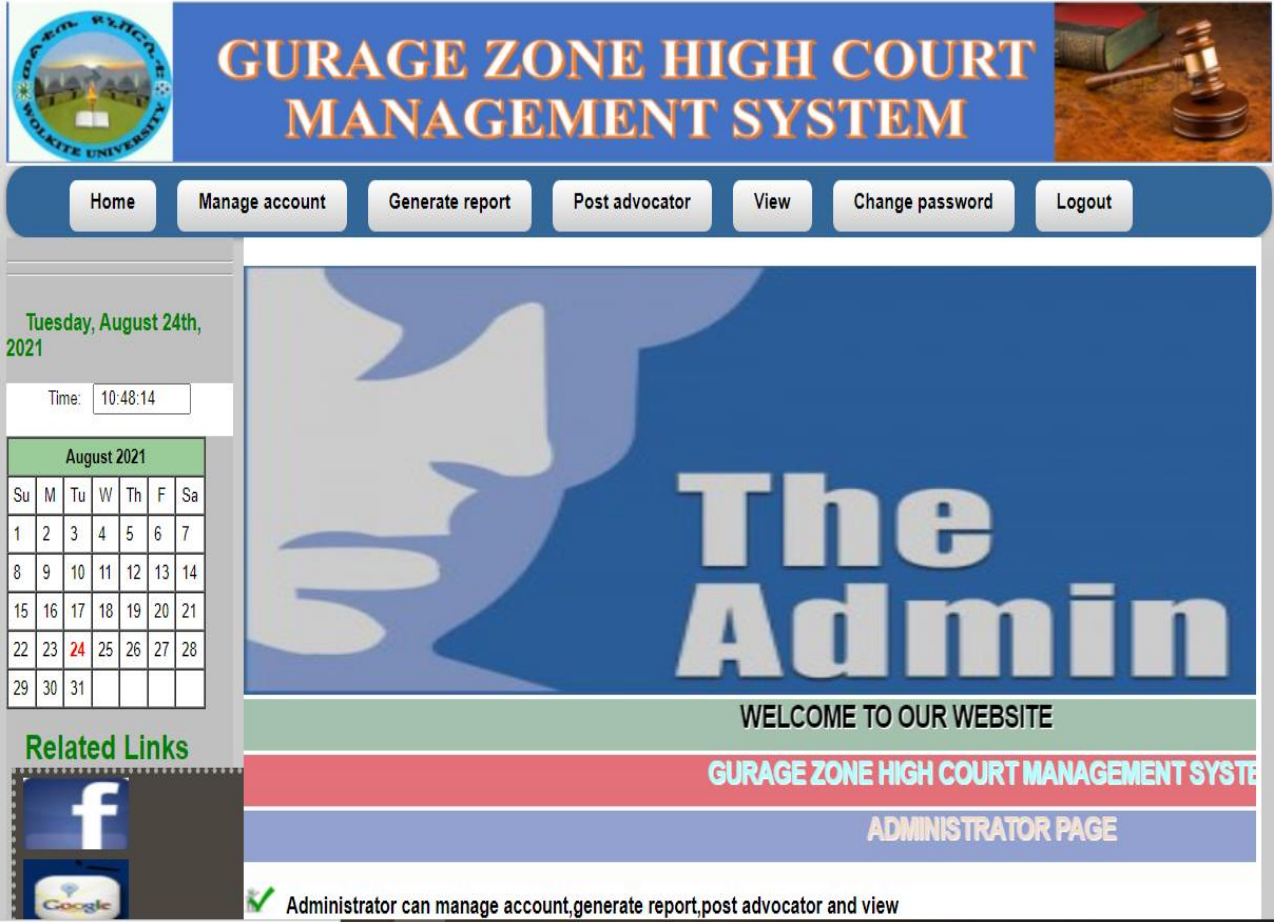 ወልቂጤ ዩኒቨርሲቲ
WOLKITE UNIVERSITY
GURAGE ZONE HIGH COURT
MANAGEMENT SYSTEM
Home Manage account Generate report Post advocator View Change password Logout
Tuesday, August 24th,
2021
Time: 10:48:14
August 2021
Su M Tu W Th F Sa
1 2 3 4 5 6 7
8 9 10 11 12 13 14
15 16 17 18 19 20 21
22 23 24 25 26 27 28
29 30 31
Related Links
f
Google
The
Admin
WELCOME TO OUR WEBSITE
GURAGE ZONE HIGH COURT MANAGEMENT SYSTE
ADMINISTRATOR PAGE
Administrator can manage account,generate report,post advocator and view